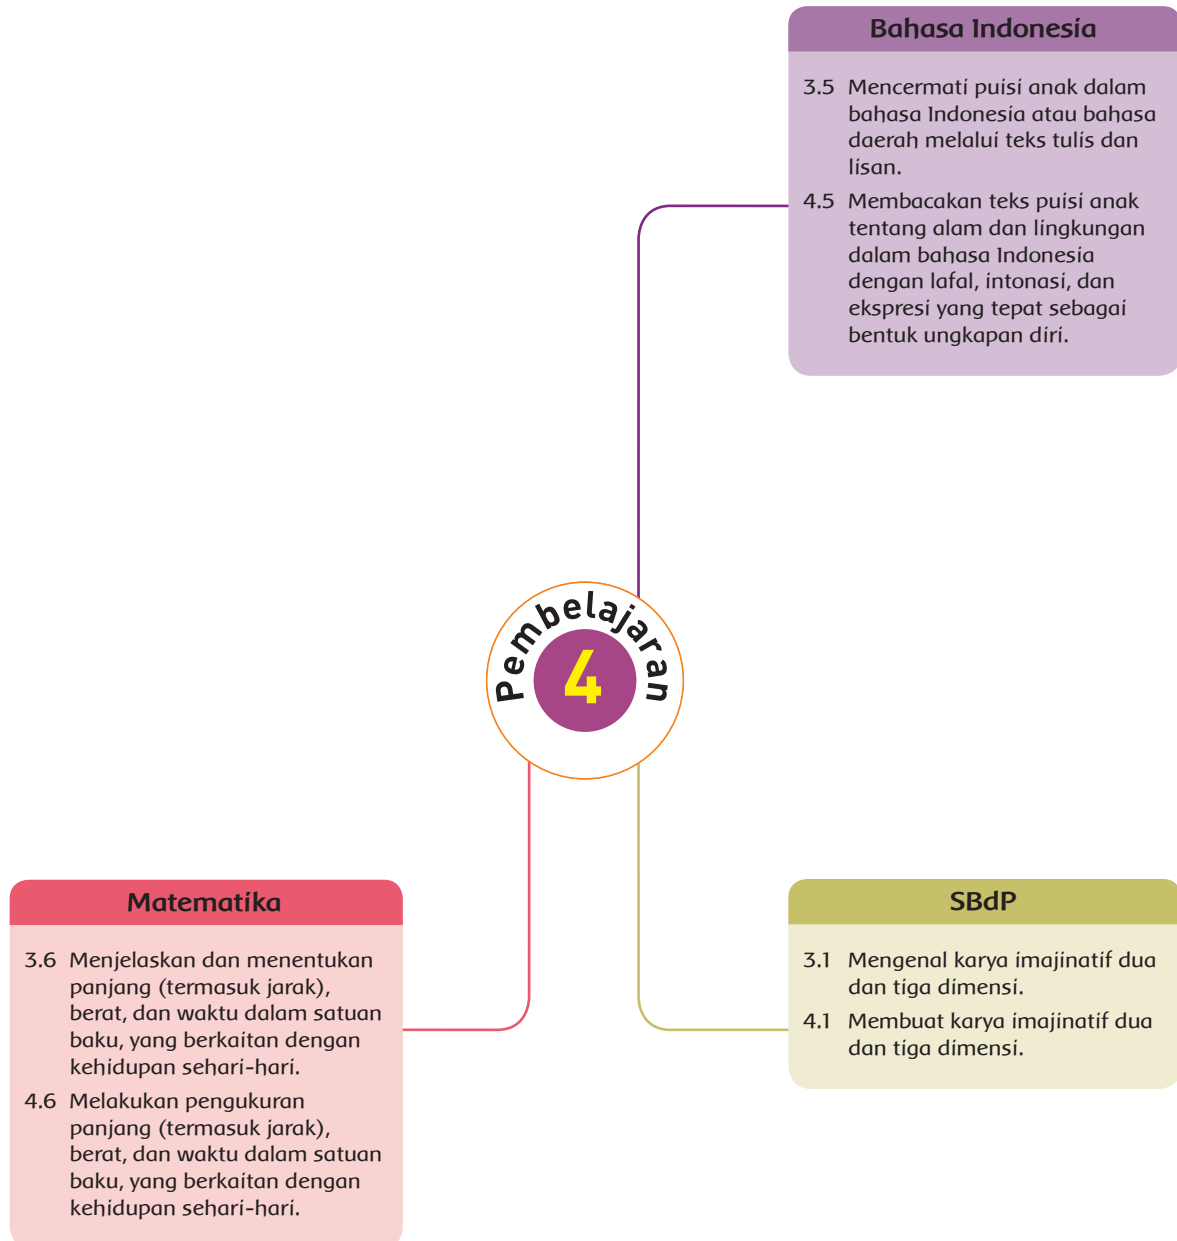 Bahasa Indonesia
3.5 Mencermati puisi anak dalam
bahasa Indonesia atau bahasa
daerah melalui teks tulis dan
lisan.
4.5 Membacakan teks puisi anak
tentang alam dan lingkungan
dalam bahasa Indonesia
dengan lafal, intonasi, dan
ekspresi yang tepat sebagai
bentuk ungkapan diri.
Pembelajaran
4
Matematika
3.6 Menjelaskan dan menentukan
panjang (termasuk jarak),
berat, dan waktu dalam satuan
baku, yang berkaitan dengan
kehidupan sehari-hari.
4.6 Melakukan pengukuran
panjang (termasuk jarak),
berat, dan waktu dalam satuan
baku, yang berkaitan dengan
kehidupan sehari-hari.
SBdP
3.1 Mengenal karya imajinatif dua
dan tiga dimensi.
4.1 Membuat karya imajinatif dua
dan tiga dimensi.